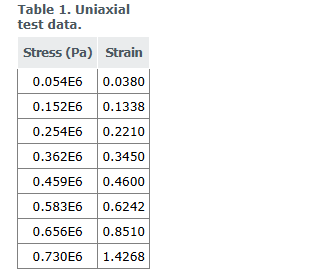 Table 1. Uniaxial
test data.
Stress (Pa) Strain
0.054E6 0.0380
0.152E6 0.1338
0.254E6 0.2210
0.362E6 0.3450
0.459E6 0.4600
0.583E6 0.6242
0.656E6 0.8510
0.730E6 1.4268